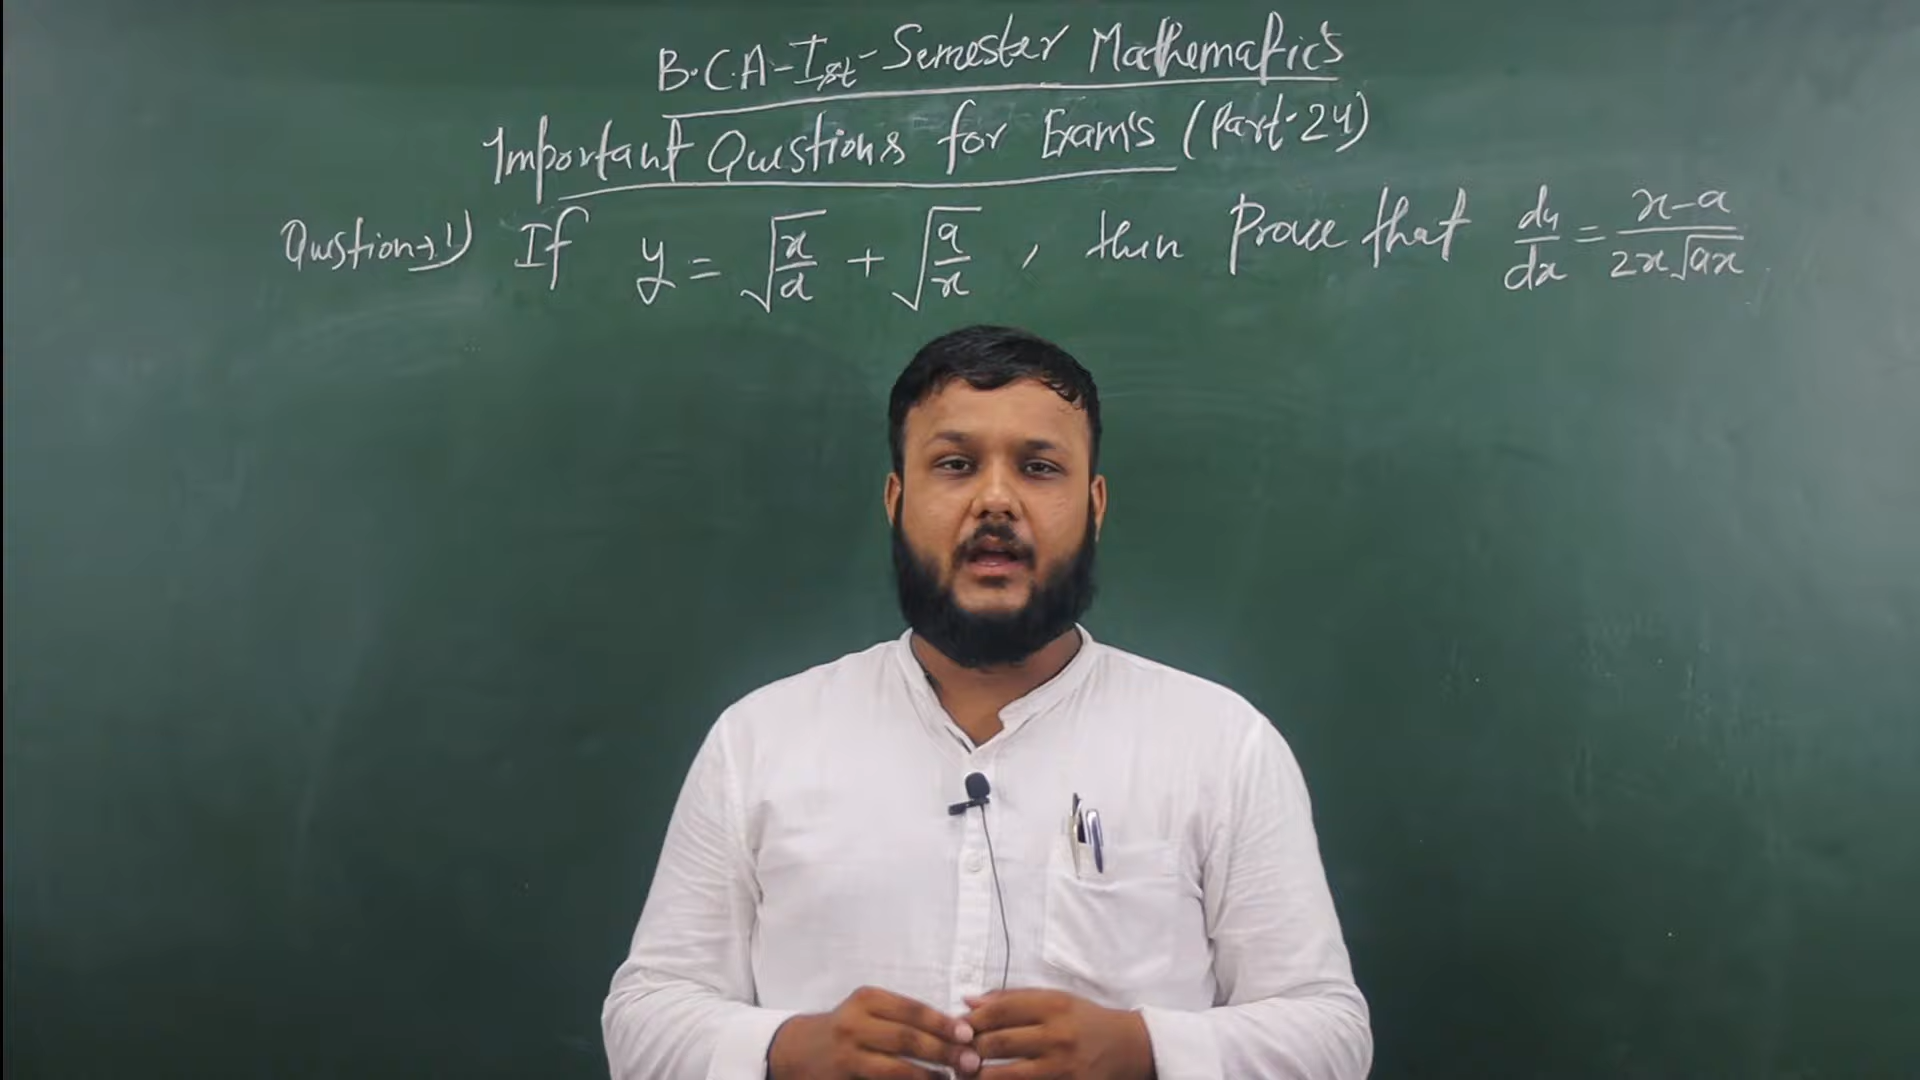 B.C.A-Ist-Semester Mathematics
Important Questions for Exam's (Part-24)
Question→1) If y = √(x/a) + √(a/x) , then Prove that dy/dx = (x-a)/(2x√(ax)).